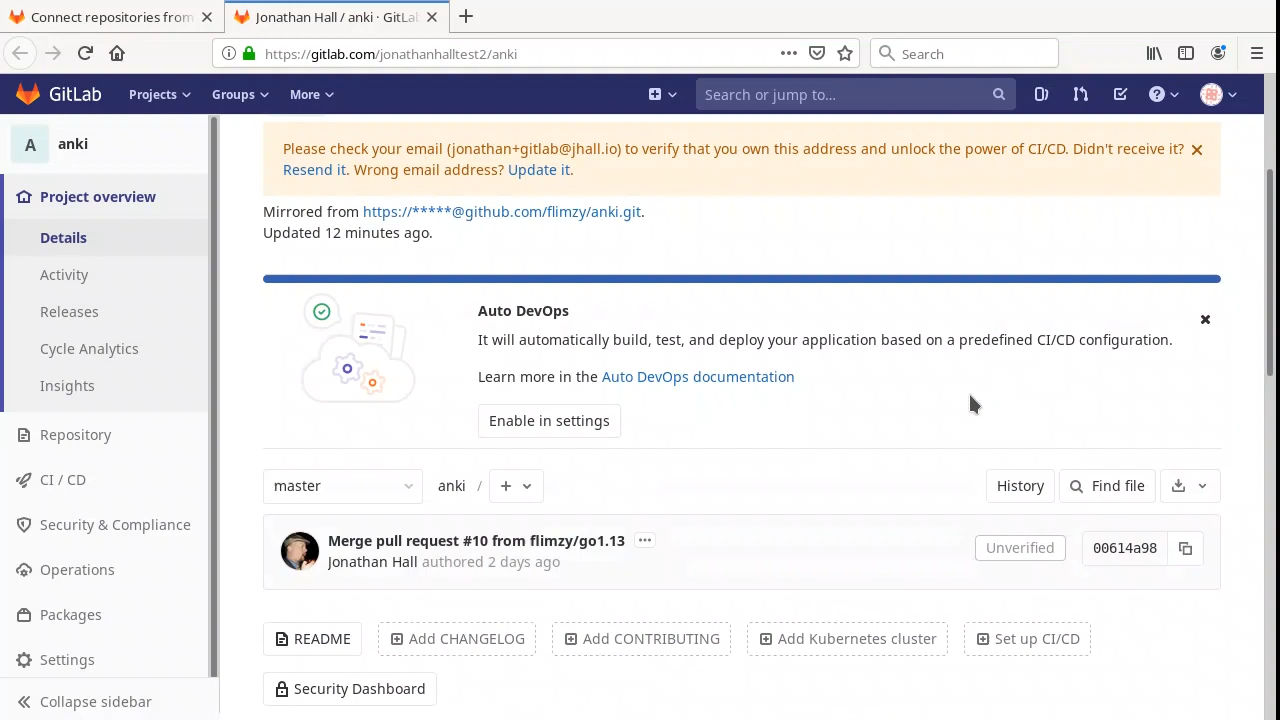 Connect repositories from
Jonathan Hall / anki · GitLa
https://gitlab.com/jonathanhalltest2/anki
Search
GitLab
Projects
Groups
More
Search or jump to...
A
anki
Project overview
Details
Activity
Releases
Cycle Analytics
Insights
Repository
CI / CD
Security & Compliance
Operations
Packages
Settings
Collapse sidebar
Please check your email (jonathan+gitlab@jhall.io) to verify that you own this address and unlock the power of CI/CD. Didn't receive it?
Resend it. Wrong email address? Update it.
Mirrored from https://*****@github.com/flimzy/anki.git.
Updated 12 minutes ago.
Auto DevOps
It will automatically build, test, and deploy your application based on a predefined CI/CD configuration.
Learn more in the Auto DevOps documentation
Enable in settings
master
anki /
History
Find file
Merge pull request #10 from flimzy/go1.13
Jonathan Hall authored 2 days ago
Unverified
00614a98
README
Add CHANGELOG
Add CONTRIBUTING
Add Kubernetes cluster
Set up CI/CD
Security Dashboard